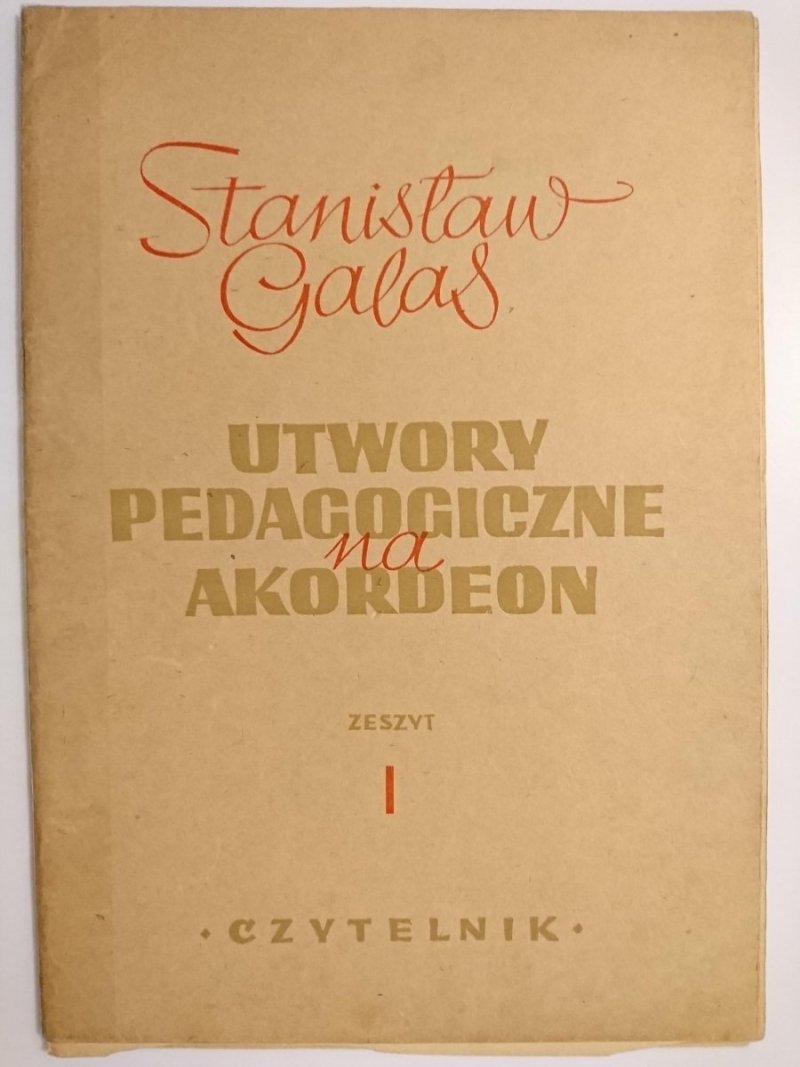 Stanisław
Galas
UTWORY
PEDAGOGICZNE
na
AKORDEON
ZESZYT
I
· CZYTELNIK ·